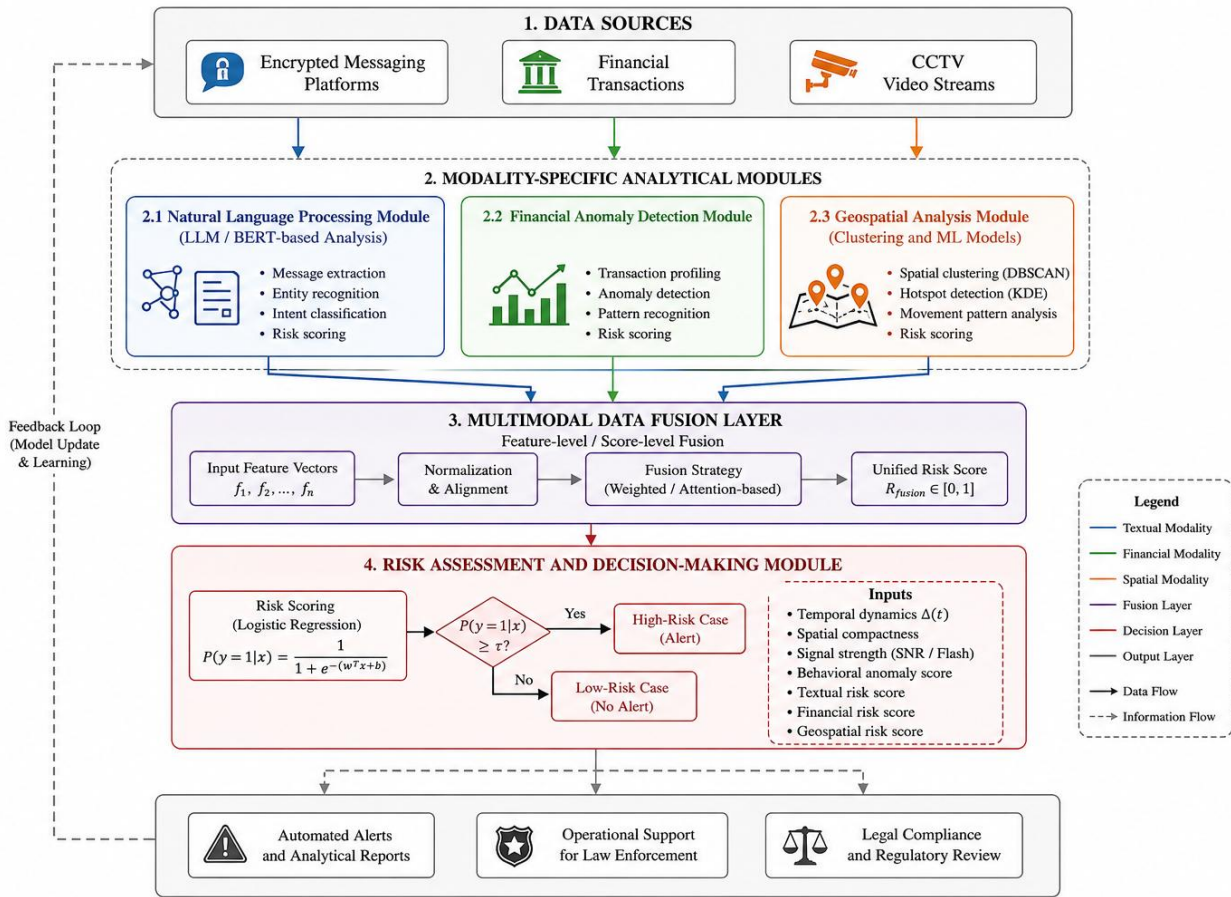 1. DATA SOURCES
Encrypted Messaging
Platforms
Financial
Transactions
CCTV
Video Streams
2. MODALITY-SPECIFIC ANALYTICAL MODULES
2.1 Natural Language Processing Module
(LLM / BERT-based Analysis)
• Message extraction
• Entity recognition
• Intent classification
• Risk scoring
2.2 Financial Anomaly Detection Module
• Transaction profiling
• Anomaly detection
• Pattern recognition
• Risk scoring
2.3 Geospatial Analysis Module
(Clustering and ML Models)
• Spatial clustering (DBSCAN)
• Hotspot detection (KDE)
• Movement pattern analysis
• Risk scoring
Feedback Loop
(Model Update
& Learning)
3. MULTIMODAL DATA FUSION LAYER
Feature-level / Score-level Fusion
Input Feature Vectors
f₁, f₂, ..., fₙ
Normalization
& Alignment
Fusion Strategy
(Weighted / Attention-based)
Unified Risk Score
R_fusion ∈ [0, 1]
4. RISK ASSESSMENT AND DECISION-MAKING MODULE
Risk Scoring
(Logistic Regression)
P(y = 1|x) = 1 / (1 + e^−(wᵀx+b))
P(y = 1|x)
≥ τ?
Yes
High-Risk Case
(Alert)
No
Low-Risk Case
(No Alert)
Inputs
• Temporal dynamics Δ(t)
• Spatial compactness
• Signal strength (SNR / Flash)
• Behavioral anomaly score
• Textual risk score
• Financial risk score
• Geospatial risk score
Legend
Textual Modality
Financial Modality
Spatial Modality
Fusion Layer
Decision Layer
Output Layer
Data Flow
Information Flow
Automated Alerts
and Analytical Reports
Operational Support
for Law Enforcement
Legal Compliance
and Regulatory Review